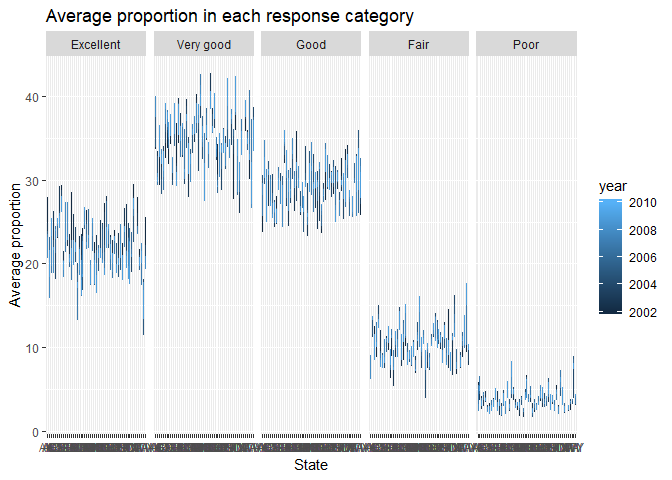 Average proportion in each response category
Excellent Very good Good Fair Poor
40
30
20
10
0
Average proportion
State
year
2010
2008
2006
2004
2002